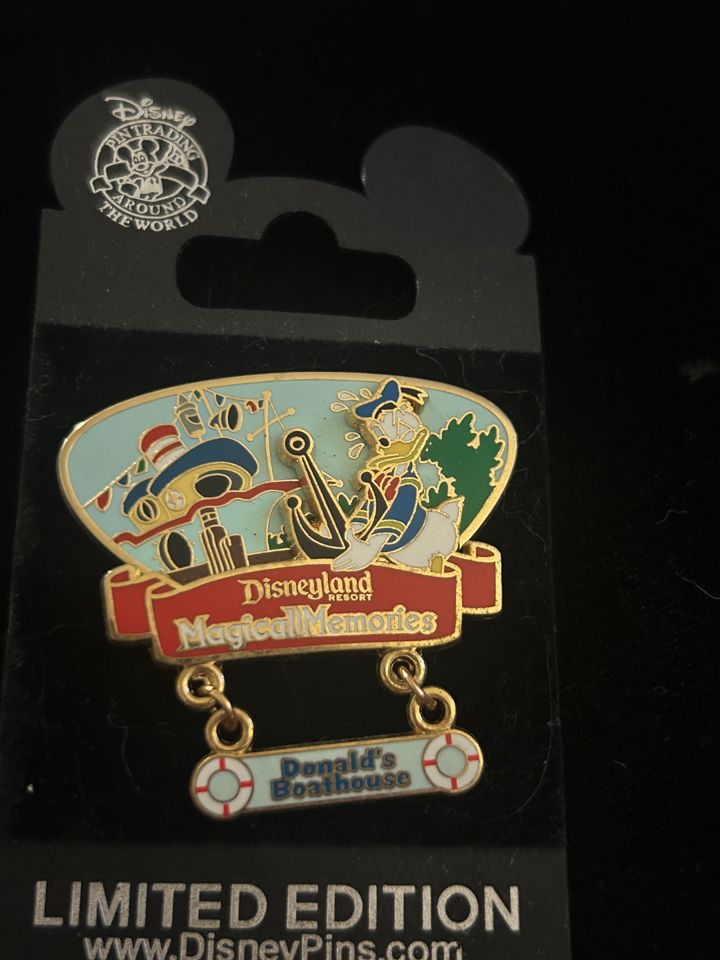 Disney
PIN TRADING
AROUND
THE WORLD
Disneyland
RESORT
Magical Memories
Donald's
Boathouse
LIMITED EDITION
www.DisneyPins.com